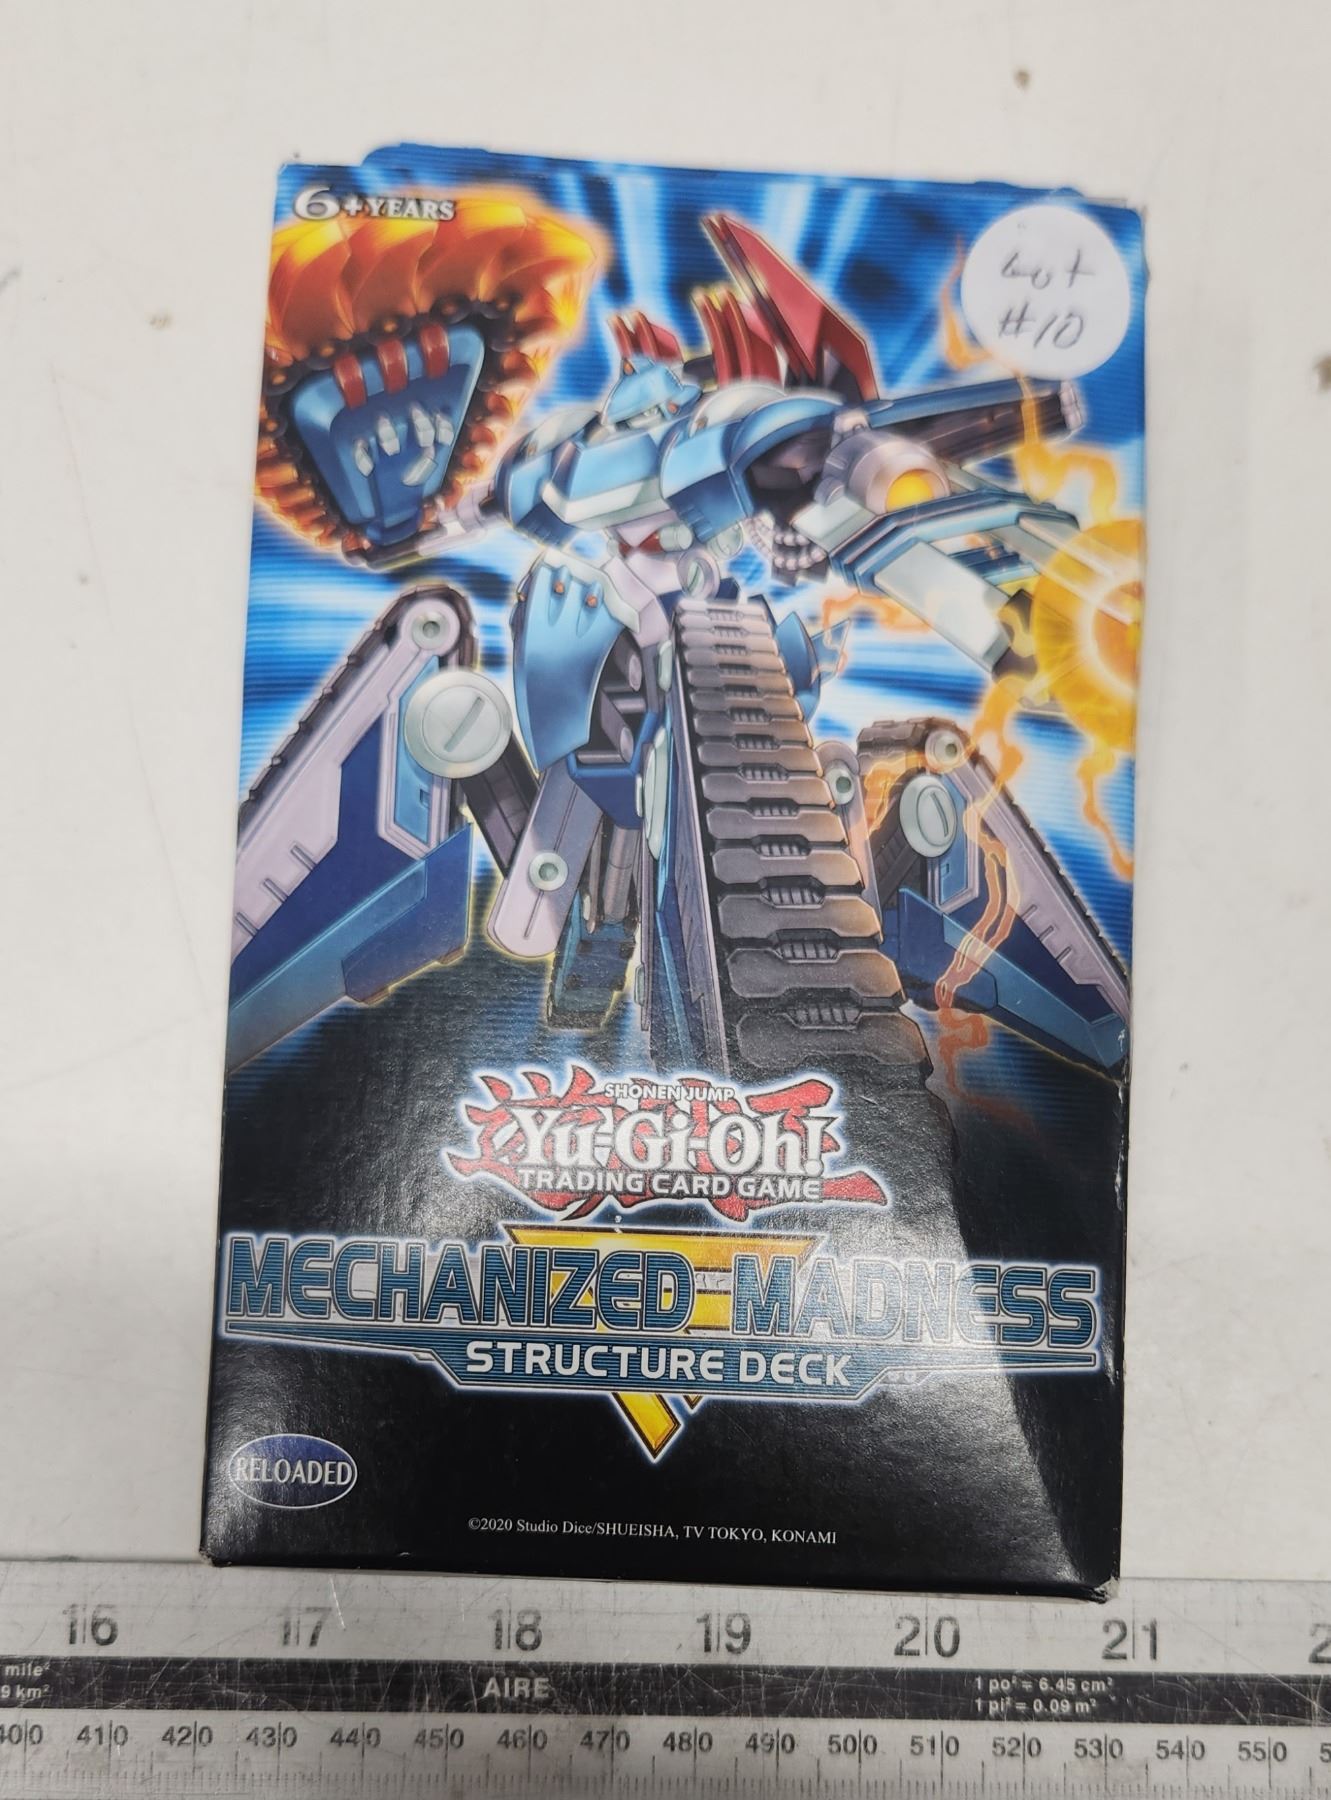 6+YEARS
Lot
#10
SHONEN JUMP
Yu-Gi-Oh!
TRADING CARD GAME
MECHANIZED MADNESS
STRUCTURE DECK
RELOADED
©2020 Studio Dice/SHUEISHA, TV TOKYO, KONAMI
16 17 18 19 20 21
mile²
AIRE
1 po² = 6.45 cm²
9 km²
1 pi² = 0.09 m²
400 410 420 430 440 450 460 470 480 490 500 510 520 530 540 550